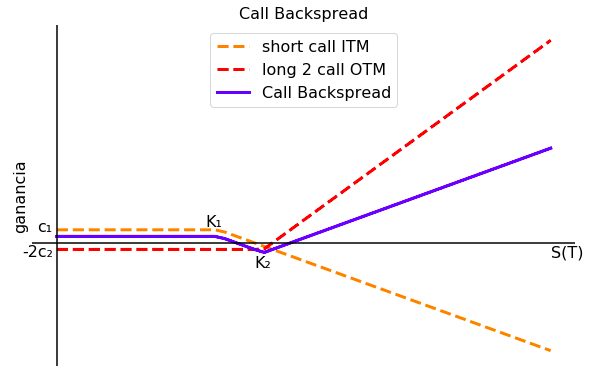 Call Backspread
short call ITM
long 2 call OTM
Call Backspread
ganancia
c₁
-2c₂
K₁
K₂
S(T)